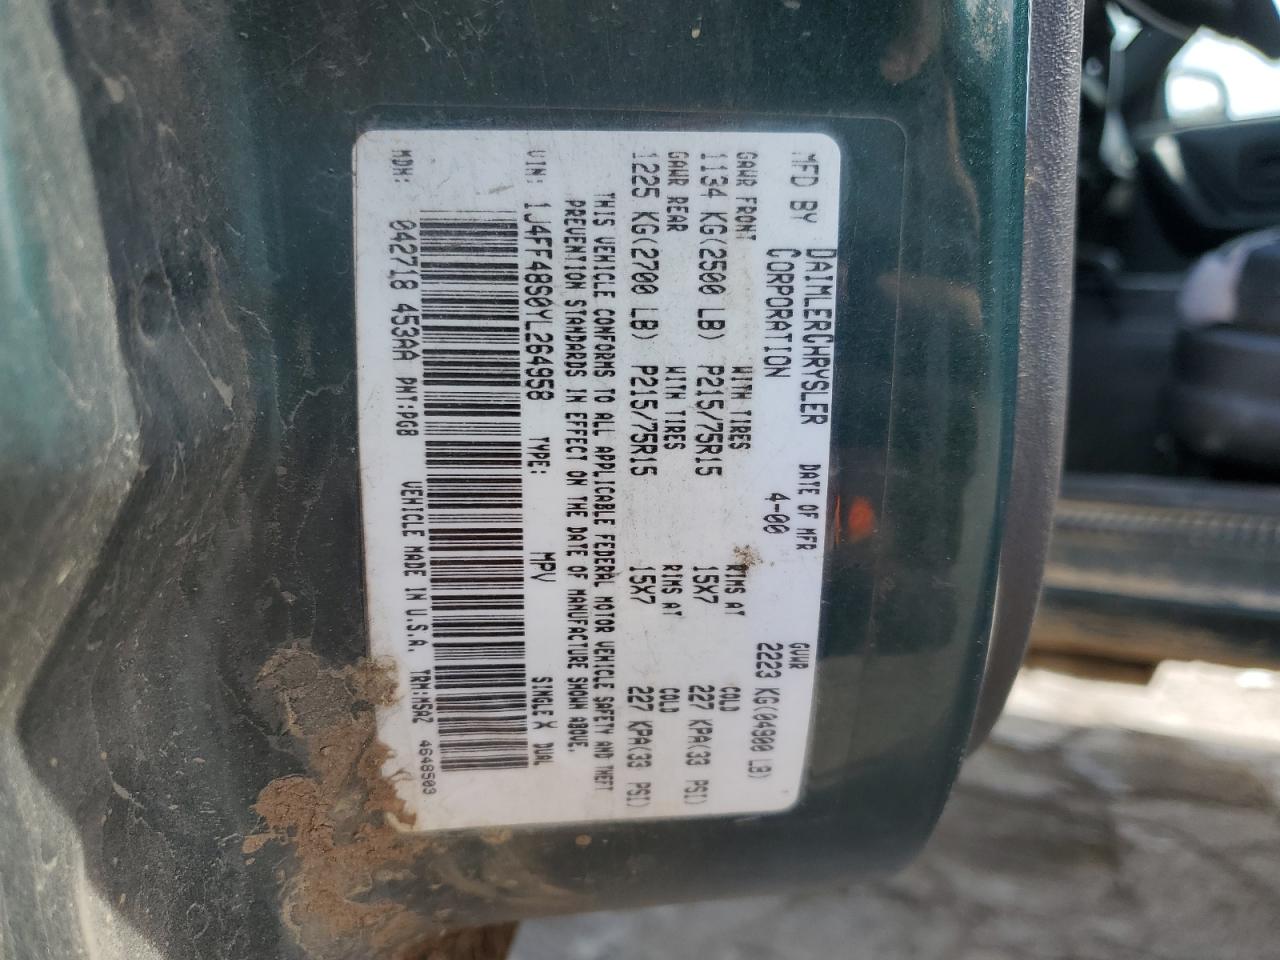 MFD BY DAIMLERCHRYSLER CORPORATION DATE OF MFR 4-00 GVWR 2223 KG(04900 LB)
GAWR FRONT WITH TIRES RIMS AT COLD
1134 KG(2500 LB) P215/75R15 15X7 227 KPA(33 PSI)
GAWR REAR WITH TIRES RIMS AT COLD
1225 KG(2700 LB) P215/75R15 15X7 227 KPA(33 PSI)
THIS VEHICLE CONFORMS TO ALL APPLICABLE FEDERAL MOTOR VEHICLE SAFETY AND THEFT
PREVENTION STANDARDS IN EFFECT ON THE DATE OF MANUFACTURE SHOWN ABOVE.
VIN: 1J4FF48S0YL264958 TYPE: MPV SINGLE X DUAL
MDH: 042718 453AA PNT:PG8 VEHICLE MADE IN U.S.A. TRM:M5AZ 4648503